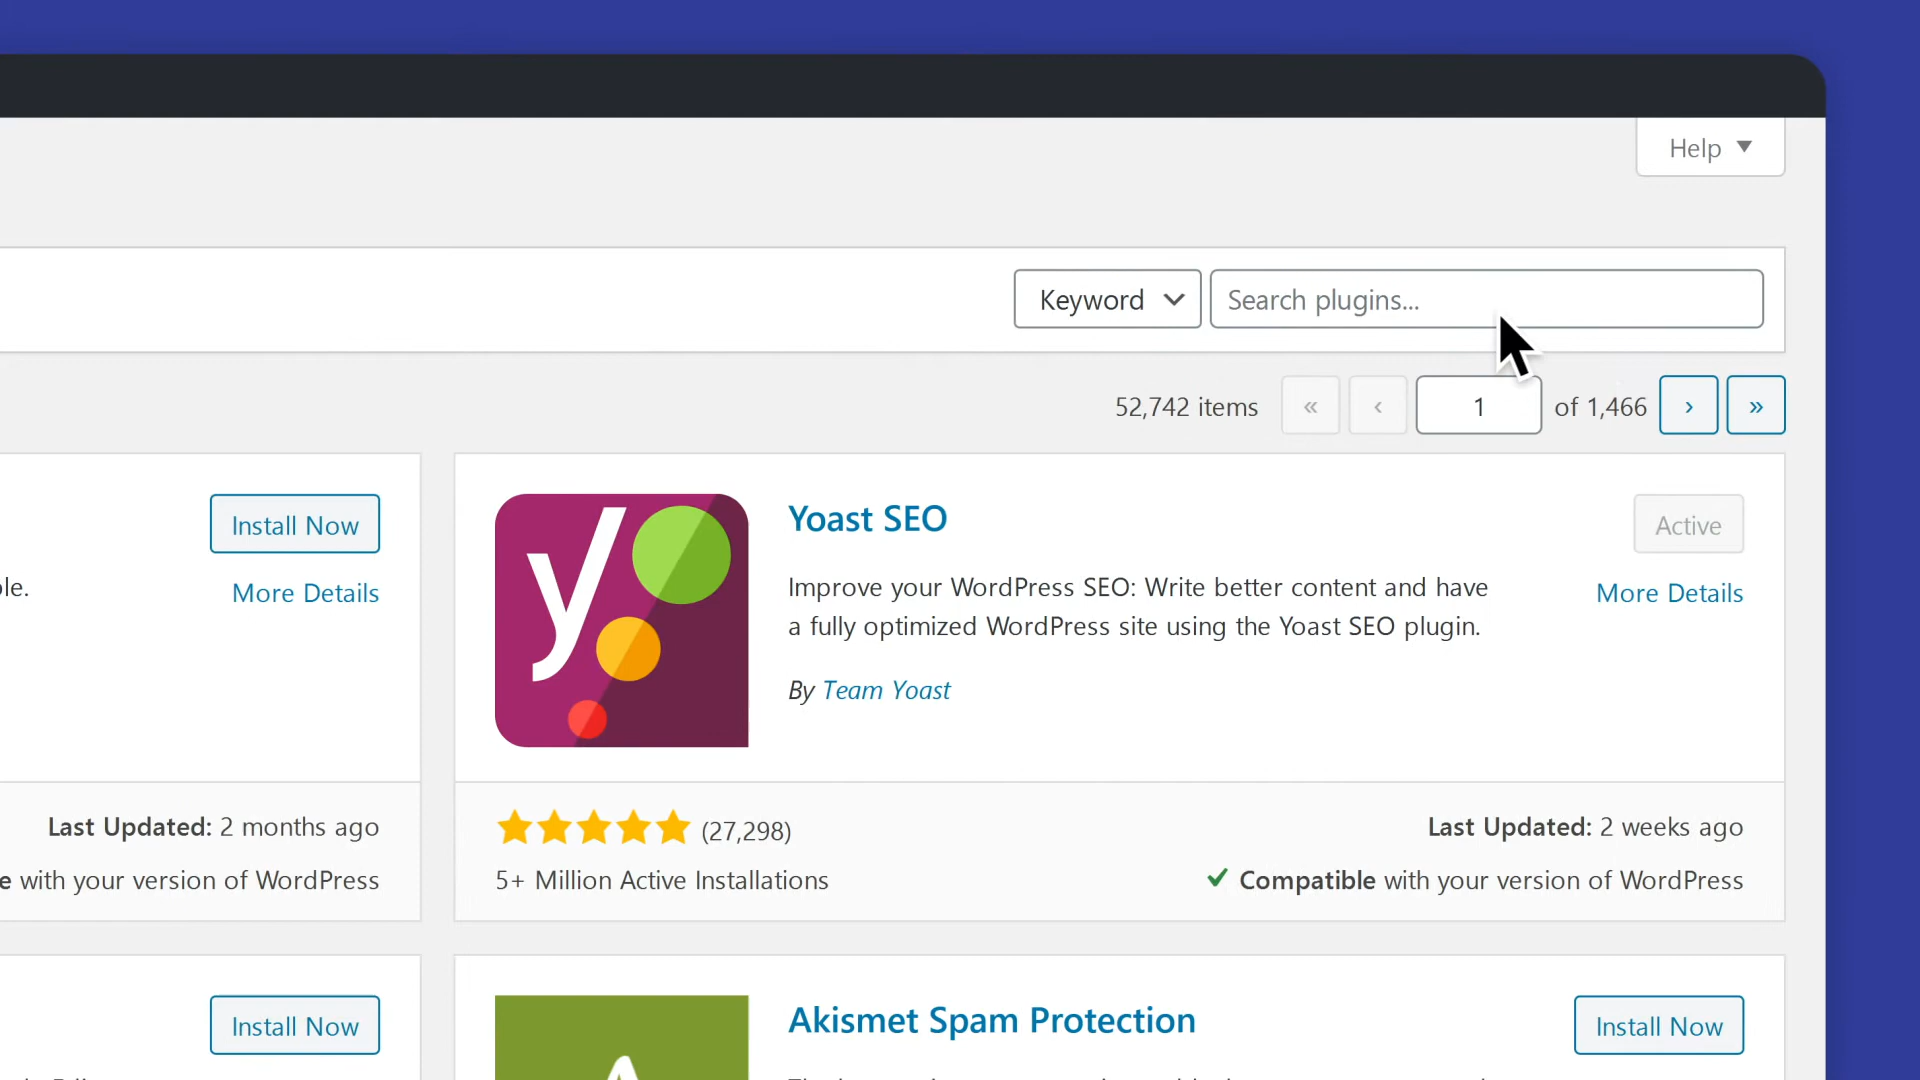 Help
Keyword
Search plugins...
52,742 items « ‹ 1 of 1,466 › »
Install Now
le.
More Details
Last Updated: 2 months ago
with your version of WordPress
y
Yoast SEO
Active
Improve your WordPress SEO: Write better content and have
a fully optimized WordPress site using the Yoast SEO plugin.
More Details
By Team Yoast
(27,298)
Last Updated: 2 weeks ago
5+ Million Active Installations
Compatible with your version of WordPress
Install Now
Akismet Spam Protection
Install Now